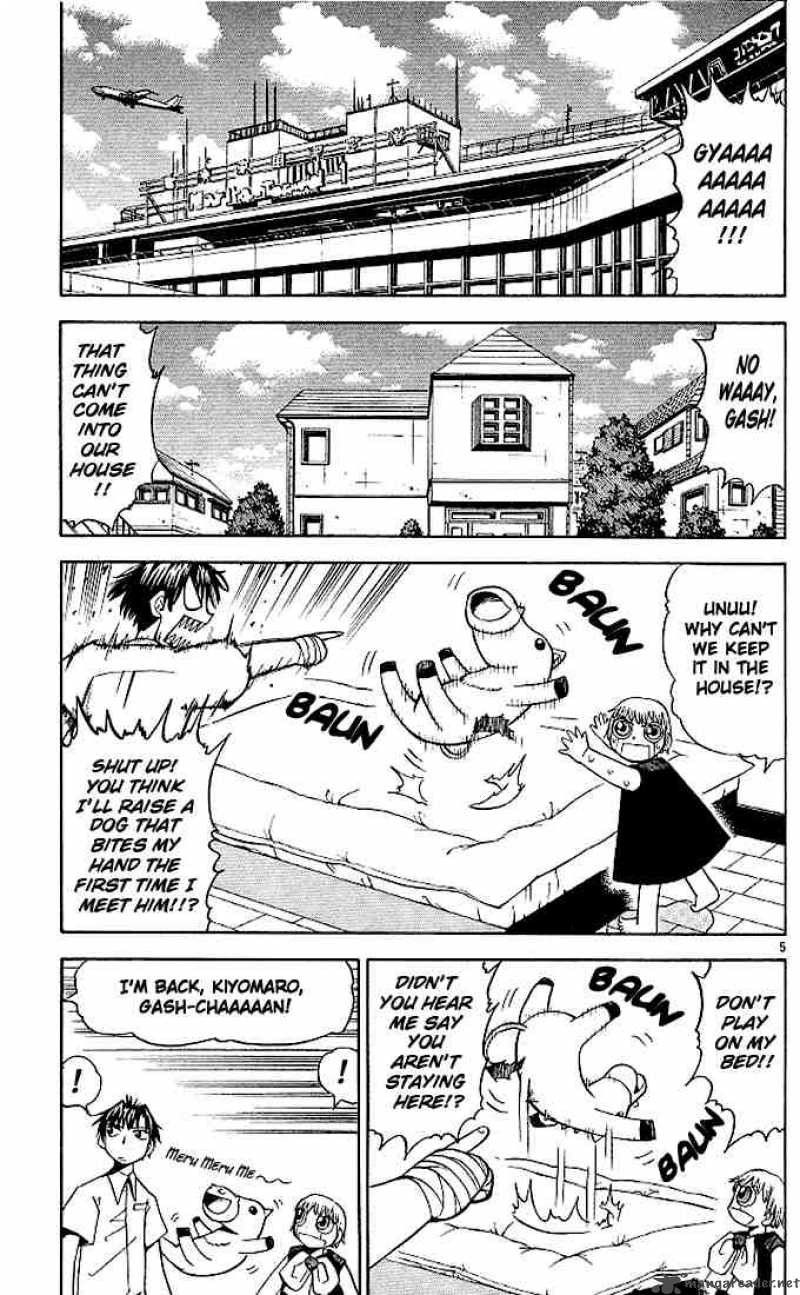 GYAAAA
AAAAA
AAAAA
!!!
NO
WAAAY,
GASH!
THAT
THING
CAN'T
COME
INTO
OUR
HOUSE
!!
UNUU!
WHY CAN'T
WE KEEP
IT IN THE
HOUSE!?
BAUN
BAUN
SHUT UP!
YOU THINK
I'LL RAISE A
DOG THAT
BITES MY
HAND THE
FIRST TIME I
MEET HIM!!?
5
DON'T
PLAY
ON MY
BED!!
BAUN
BAUN
DIDN'T
YOU HEAR
ME SAY
YOU
AREN'T
STAYING
HERE!?
I'M BACK, KIYOMARO,
GASH-CHAAAAAN!
!
!
MERU MERU ME~
mangareader.net